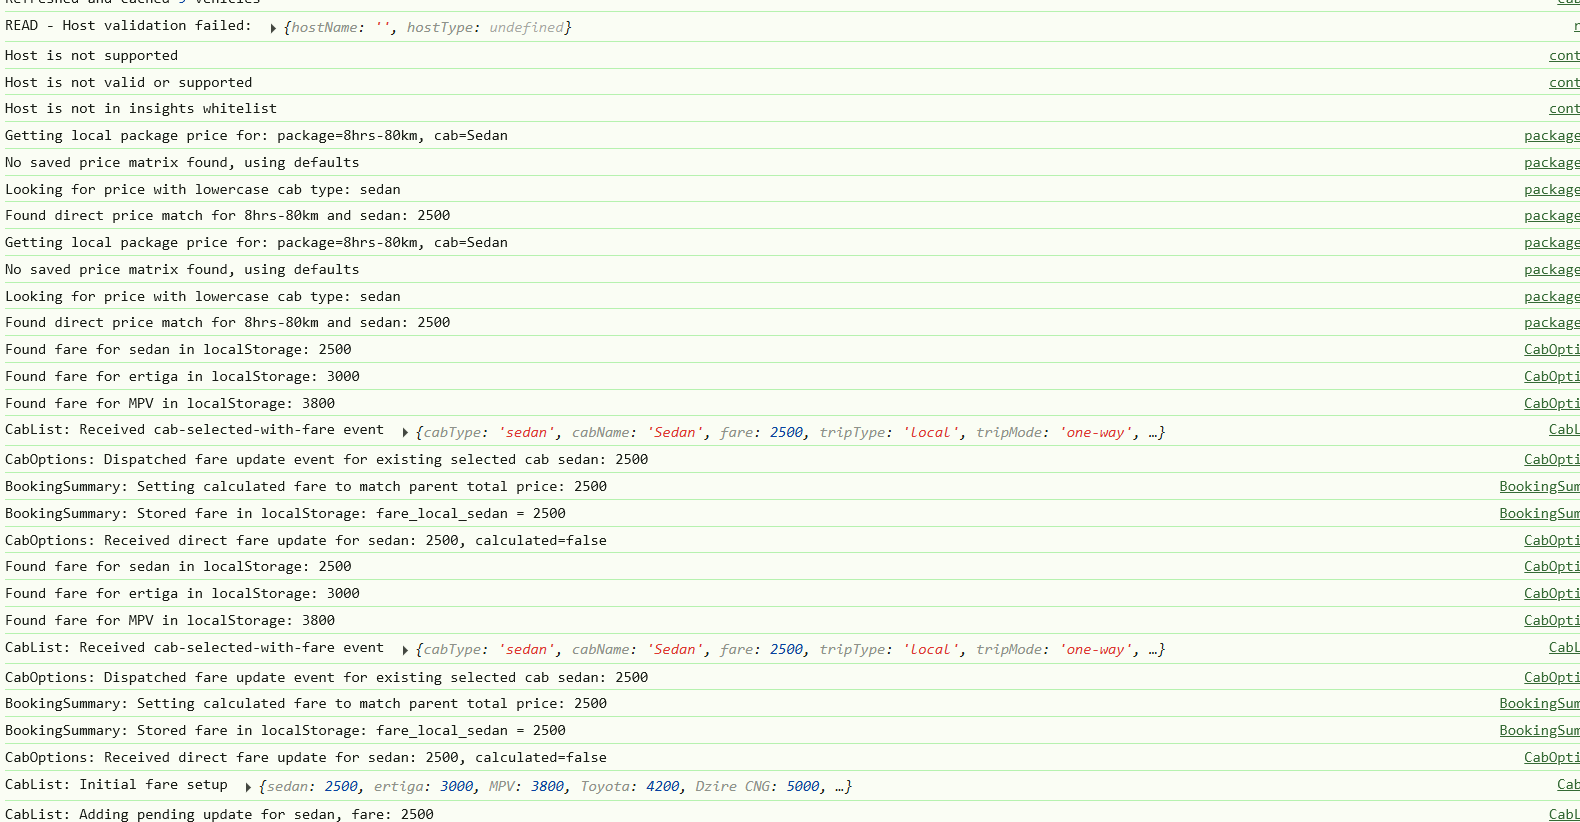 Refreshed and cached 9 vehicles
READ - Host validation failed: ▶ {hostName: '', hostType: undefined}
Host is not supported cont
Host is not valid or supported cont
Host is not in insights whitelist cont
Getting local package price for: package=8hrs-80km, cab=Sedan package
No saved price matrix found, using defaults package
Looking for price with lowercase cab type: sedan package
Found direct price match for 8hrs-80km and sedan: 2500 package
Getting local package price for: package=8hrs-80km, cab=Sedan package
No saved price matrix found, using defaults package
Looking for price with lowercase cab type: sedan package
Found direct price match for 8hrs-80km and sedan: 2500 package
Found fare for sedan in localStorage: 2500 CabOpti
Found fare for ertiga in localStorage: 3000 CabOpti
Found fare for MPV in localStorage: 3800 CabOpti
CabList: Received cab-selected-with-fare event ▶ {cabType: 'sedan', cabName: 'Sedan', fare: 2500, tripType: 'local', tripMode: 'one-way', …} CabL
CabOptions: Dispatched fare update event for existing selected cab sedan: 2500 CabOpti
BookingSummary: Setting calculated fare to match parent total price: 2500 BookingSum
BookingSummary: Stored fare in localStorage: fare_local_sedan = 2500 BookingSum
CabOptions: Received direct fare update for sedan: 2500, calculated=false CabOpti
Found fare for sedan in localStorage: 2500 CabOpti
Found fare for ertiga in localStorage: 3000 CabOpti
Found fare for MPV in localStorage: 3800 CabOpti
CabList: Received cab-selected-with-fare event ▶ {cabType: 'sedan', cabName: 'Sedan', fare: 2500, tripType: 'local', tripMode: 'one-way', …} CabL
CabOptions: Dispatched fare update event for existing selected cab sedan: 2500 CabOpti
BookingSummary: Setting calculated fare to match parent total price: 2500 BookingSum
BookingSummary: Stored fare in localStorage: fare_local_sedan = 2500 BookingSum
CabOptions: Received direct fare update for sedan: 2500, calculated=false CabOpti
CabList: Initial fare setup ▶ {sedan: 2500, ertiga: 3000, MPV: 3800, Toyota: 4200, Dzire CNG: 5000, …} Cab
CabList: Adding pending update for sedan, fare: 2500 CabL